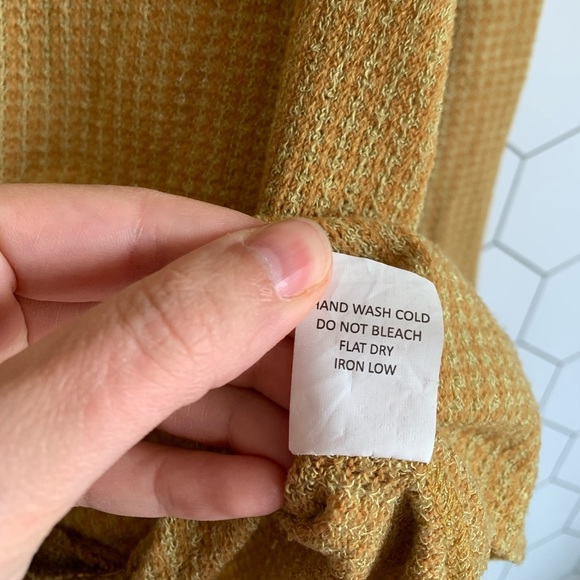 HAND WASH COLD
DO NOT BLEACH
FLAT DRY
IRON LOW